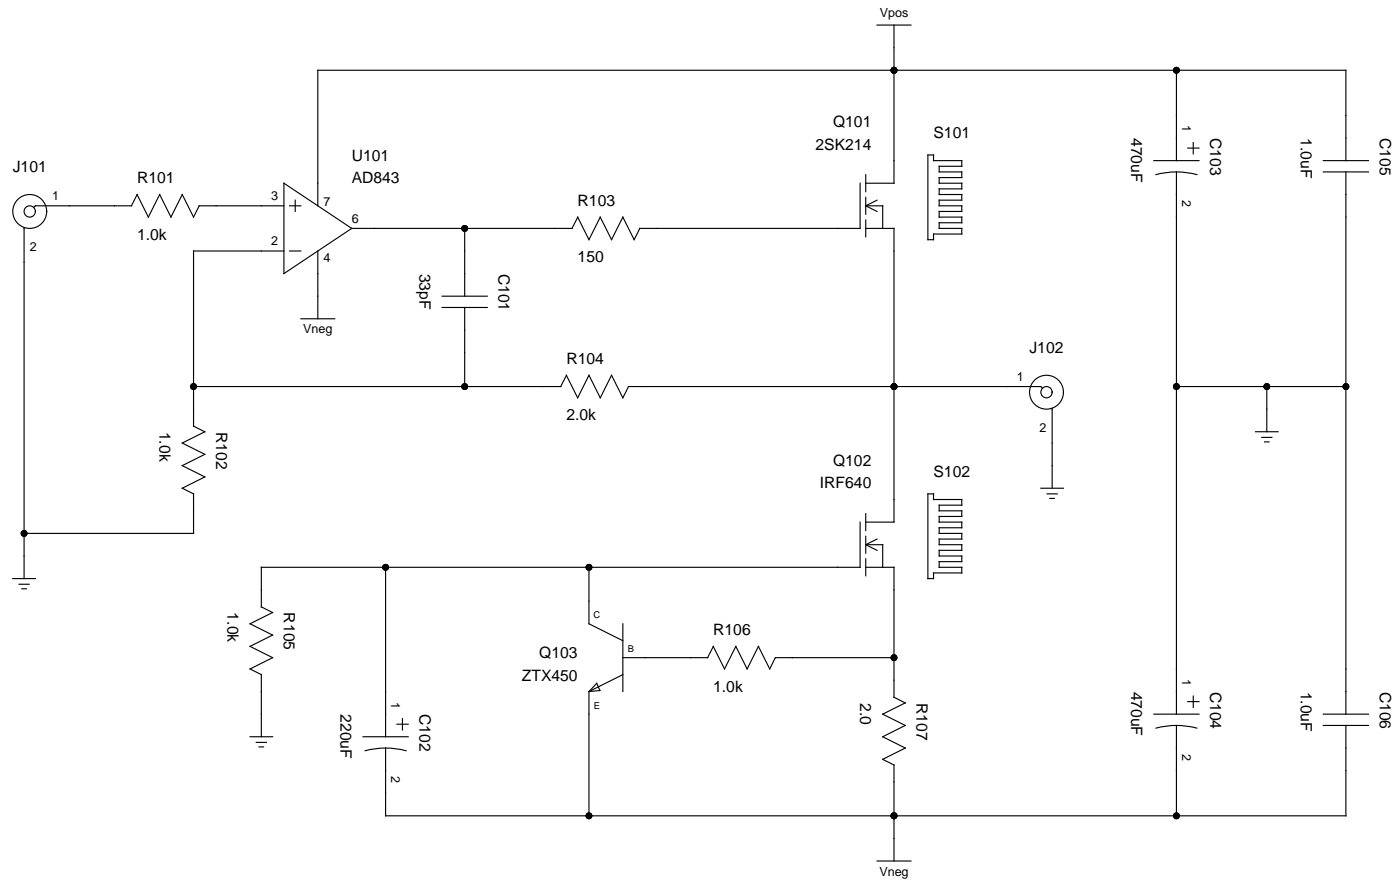 Vpos
J101
1
2
R101
1.0k
3
2
+
−
7
4
6
U101
AD843
Vneg
C101
33pF
R103
150
R104
2.0k
R102
1.0k
Q101
2SK214
S101
J102
1
2
Q102
IRF640
S102
1
+
C103
470uF
2
C105
1.0uF
R105
1.0k
1
+
C102
220uF
2
C
B
E
Q103
ZTX450
R106
1.0k
R107
2.0
1
+
C104
470uF
2
C106
1.0uF
Vneg